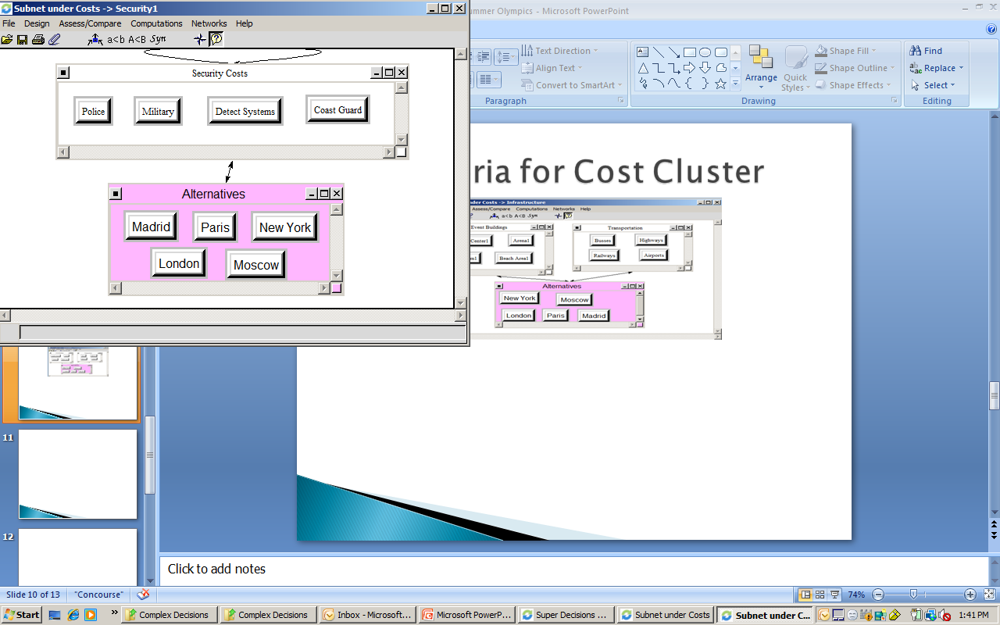 Subnet under Costs -> Security1
File Design Assess/Compare Computations Networks Help
a<b A<B Sym
Security Costs
Police Military Detect Systems Coast Guard
Alternatives
Madrid Paris New York
London Moscow
ummer Olympics - Microsoft PowerPoint
Text Direction
Align Text
Convert to SmartArt
Paragraph
Arrange
Quick Styles
Shape Fill
Shape Outline
Shape Effects
Drawing
Find
Replace
Select
Editing
ria for Cost Cluster
der Costs -> Infrastructure
Assess/Compare Computations Networks Help
a<b A<B Sym
Event Buildings
Center1 Arena1
Beach Area1
Transportation
Busses Highways
Railways Airports
Alternatives
New York Moscow
London Paris Madrid
11
12
Click to add notes
Slide 10 of 13 "Concourse" 74%
Start Complex Decisions Complex Decisions Inbox - Microsoft... Microsoft PowerP... Super Decisions ... Subnet under Costs Subnet under C... 1:41 PM